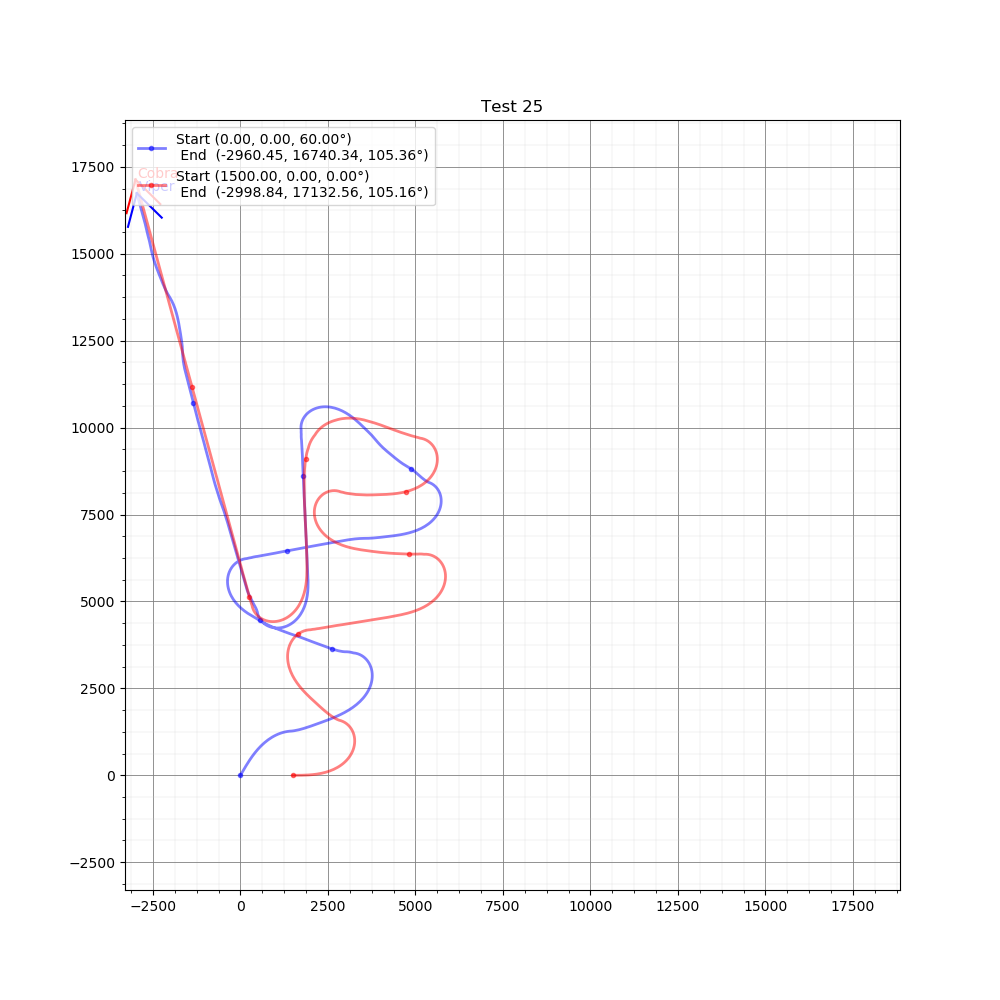 Test 25
Start (0.00, 0.00, 60.00°)
End (-2960.45, 16740.34, 105.36°)
Start (1500.00, 0.00, 0.00°)
End (-2998.84, 17132.56, 105.16°)
Cobra
Viper
17500
15000
12500
10000
7500
5000
2500
0
−2500
−2500 0 2500 5000 7500 10000 12500 15000 17500